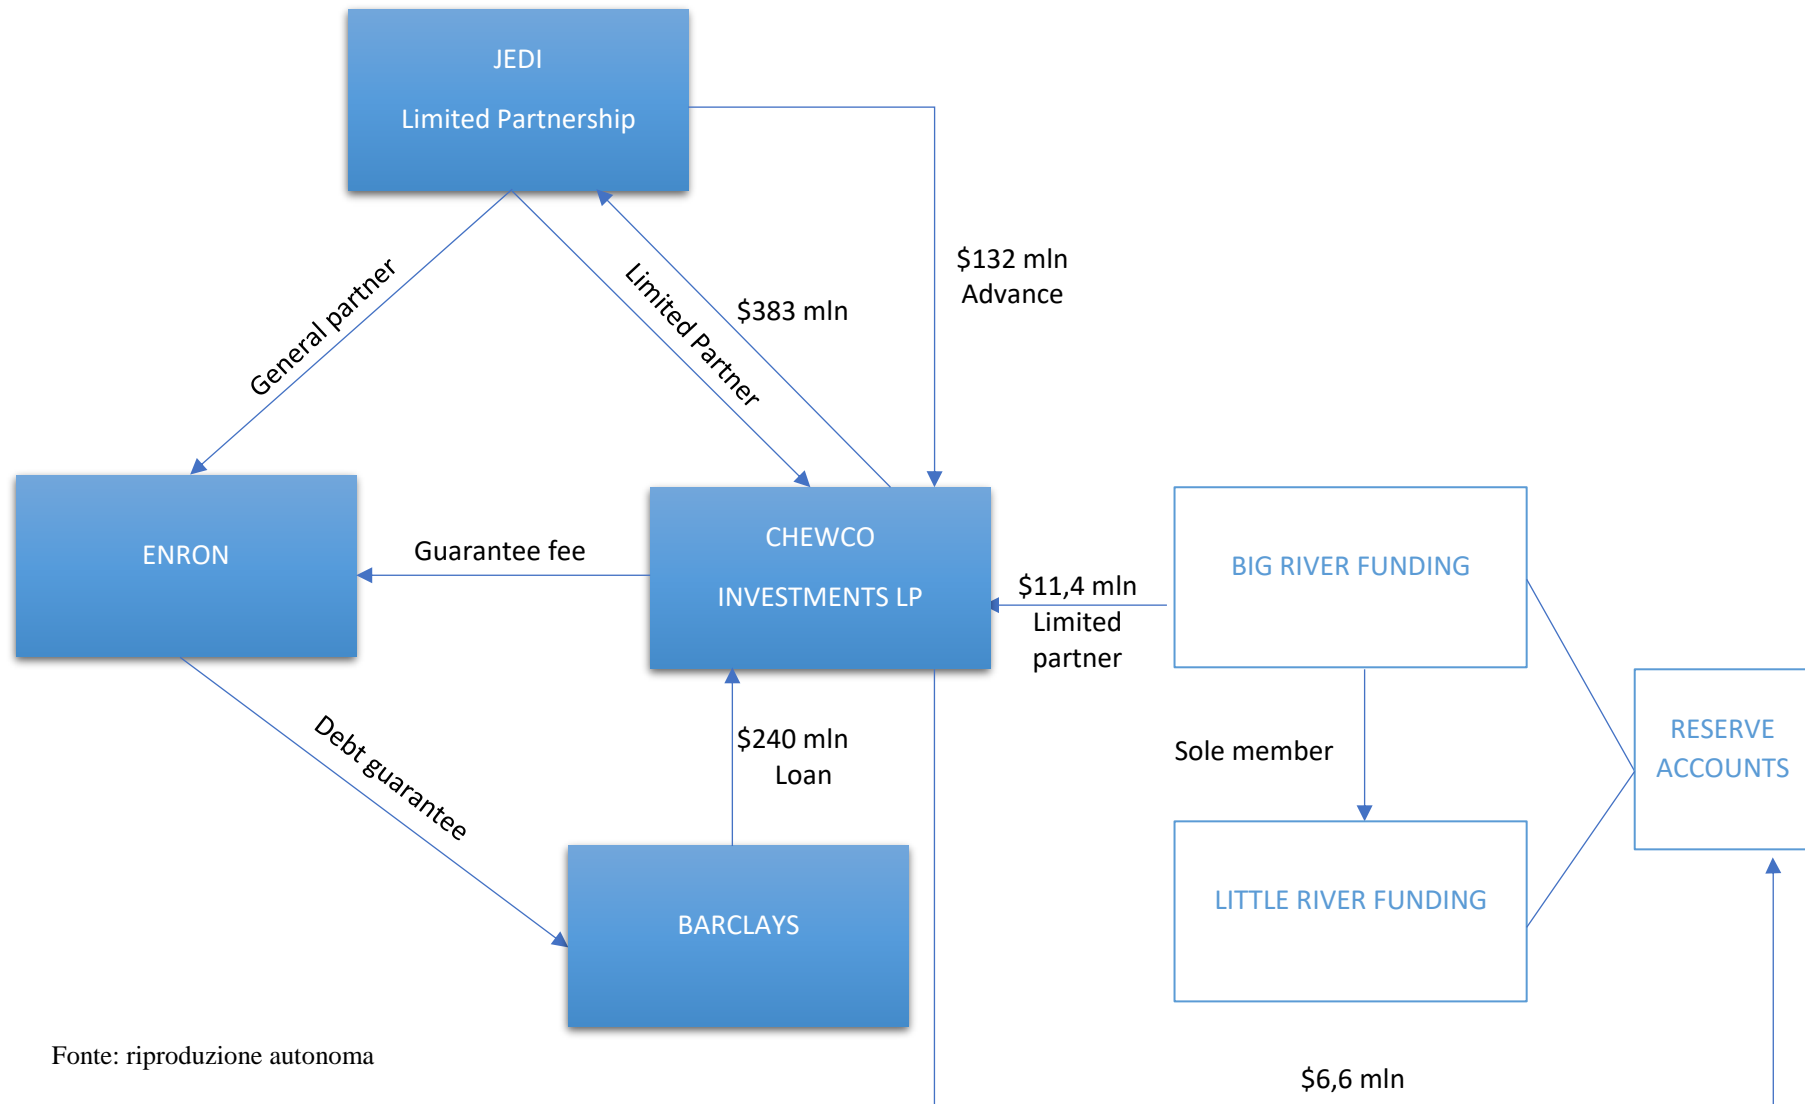 JEDI
Limited Partnership
$132 mln
Advance
$383 mln
General partner
Limited Partner
ENRON
Guarantee fee
CHEWCO
INVESTMENTS LP
$11,4 mln
Limited
partner
BIG RIVER FUNDING
RESERVE
ACCOUNTS
Sole member
Debt guarantee
$240 mln
Loan
LITTLE RIVER FUNDING
BARCLAYS
Fonte: riproduzione autonoma
$6,6 mln